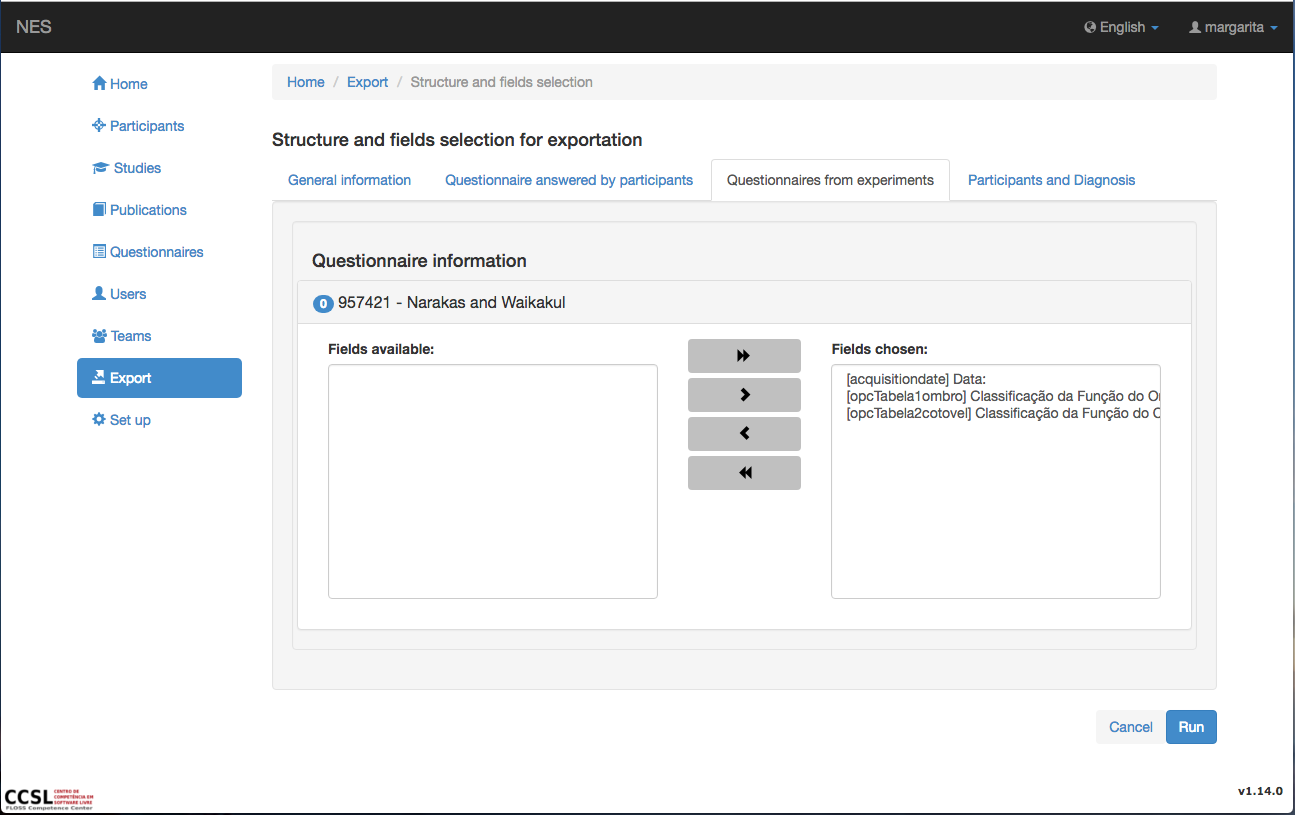 NES
English
margarita
Home
Participants
Studies
Publications
Questionnaires
Users
Teams
Export
Set up
Home / Export / Structure and fields selection
Structure and fields selection for exportation
General information
Questionnaire answered by participants
Questionnaires from experiments
Participants and Diagnosis
Questionnaire information
0 957421 - Narakas and Waikakul
Fields available:
Fields chosen:
[acquisitiondate] Data:
[opcTabela1ombro] Classificação da Função do O
[opcTabela2cotovel] Classificação da Função do C
Cancel
Run
CCSL
CENTRO DE
COMPETÊNCIA EM
SOFTWARE LIVRE
FLOSS Competence Center
v1.14.0